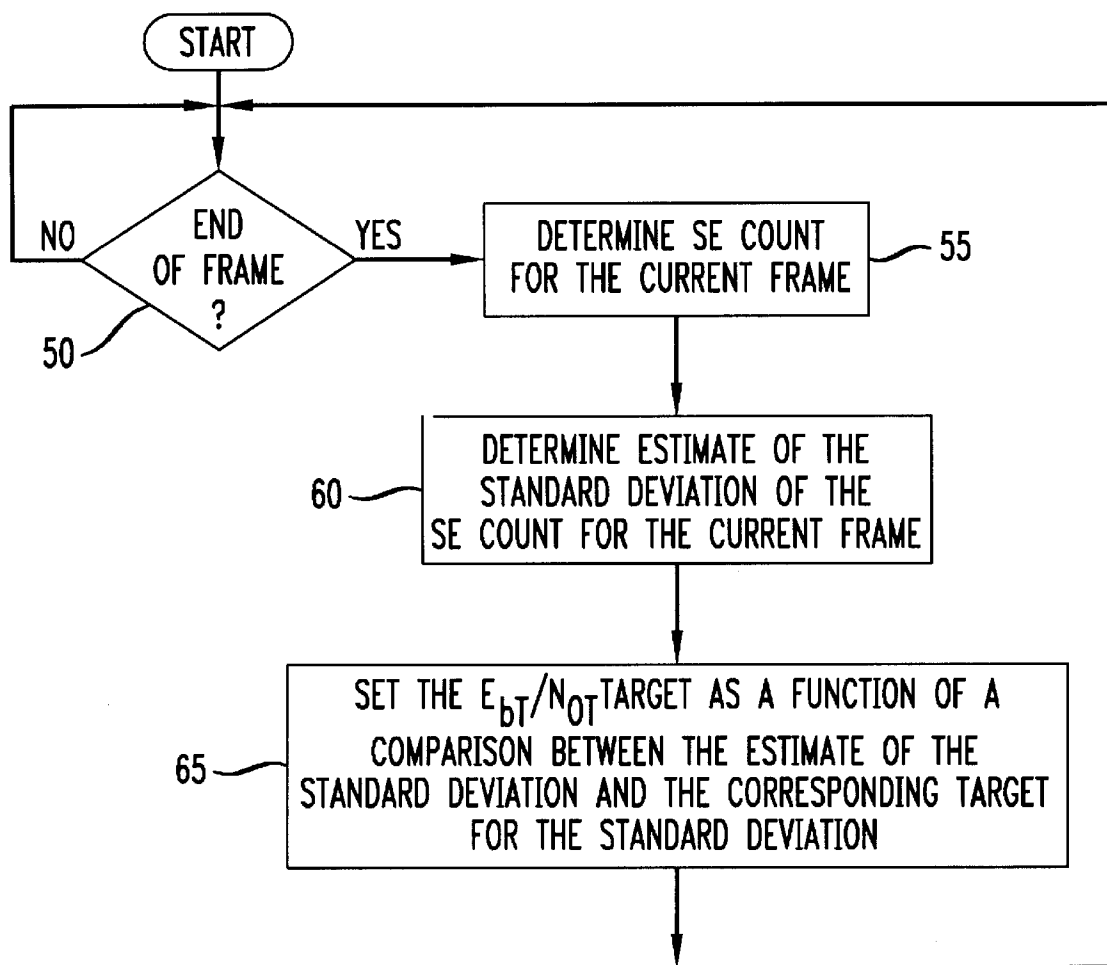 START
END
OF FRAME
?
NO
YES
50
DETERMINE SE COUNT
FOR THE CURRENT FRAME
55
DETERMINE ESTIMATE OF THE
STANDARD DEVIATION OF THE
SE COUNT FOR THE CURRENT FRAME
60
SET THE EbT/N0T TARGET AS A FUNCTION OF A
COMPARISON BETWEEN THE ESTIMATE OF THE
STANDARD DEVIATION AND THE CORRESPONDING TARGET
FOR THE STANDARD DEVIATION
65